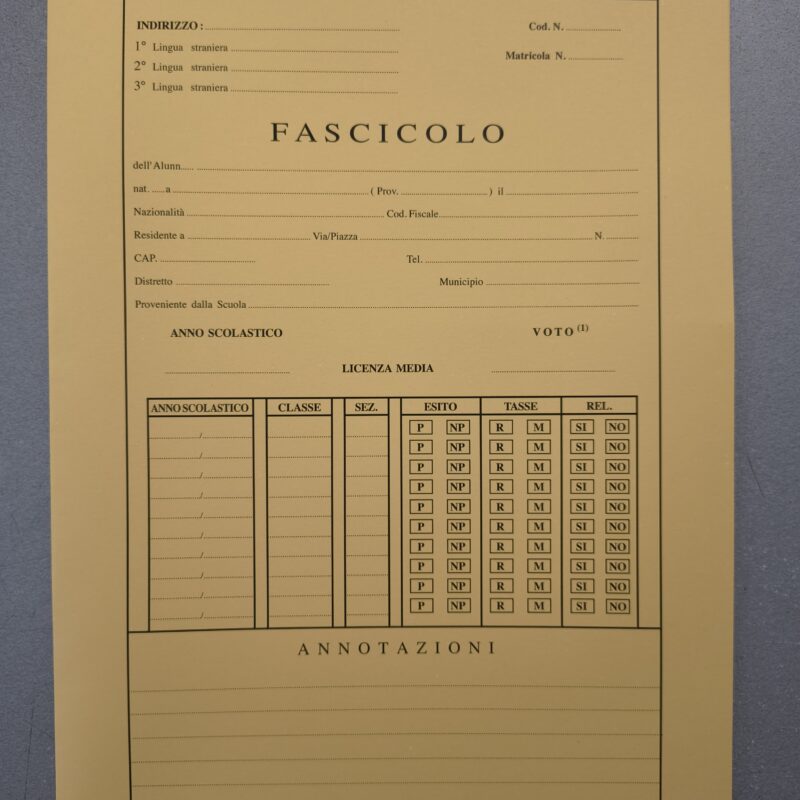 INDIRIZZO : Cod. N.
1° Lingua straniera
Matricola N.
2° Lingua straniera
3° Lingua straniera
FASCICOLO
dell'Alunn.....
nat. ..... a ( Prov. ) il
Nazionalità Cod. Fiscale
Residente a Via/Piazza N.
CAP. Tel.
Distretto Municipio
Proveniente dalla Scuola
ANNO SCOLASTICO VOTO (1)
LICENZA MEDIA
ANNO SCOLASTICO CLASSE SEZ. ESITO TASSE REL.
/ P NP R M SI NO
/ P NP R M SI NO
/ P NP R M SI NO
/ P NP R M SI NO
/ P NP R M SI NO
/ P NP R M SI NO
/ P NP R M SI NO
/ P NP R M SI NO
/ P NP R M SI NO
/ P NP R M SI NO
ANNOTAZIONI